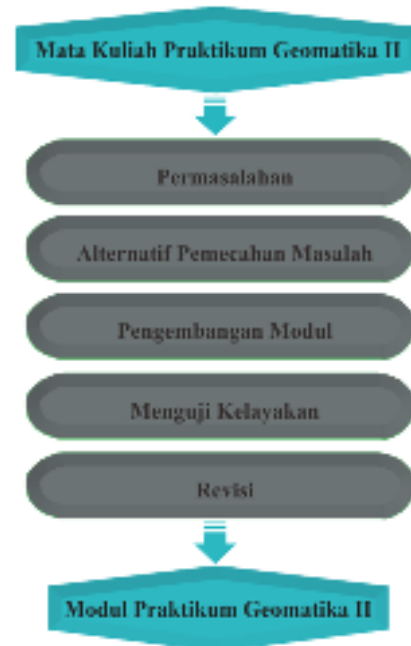 Mata Kuliah Praktikum Geomatika II
Permasalahan
Alternatif Pemecahan Masalah
Pengembangan Modul
Menguji Kelayakan
Revisi
Modul Praktikum Geomatika II